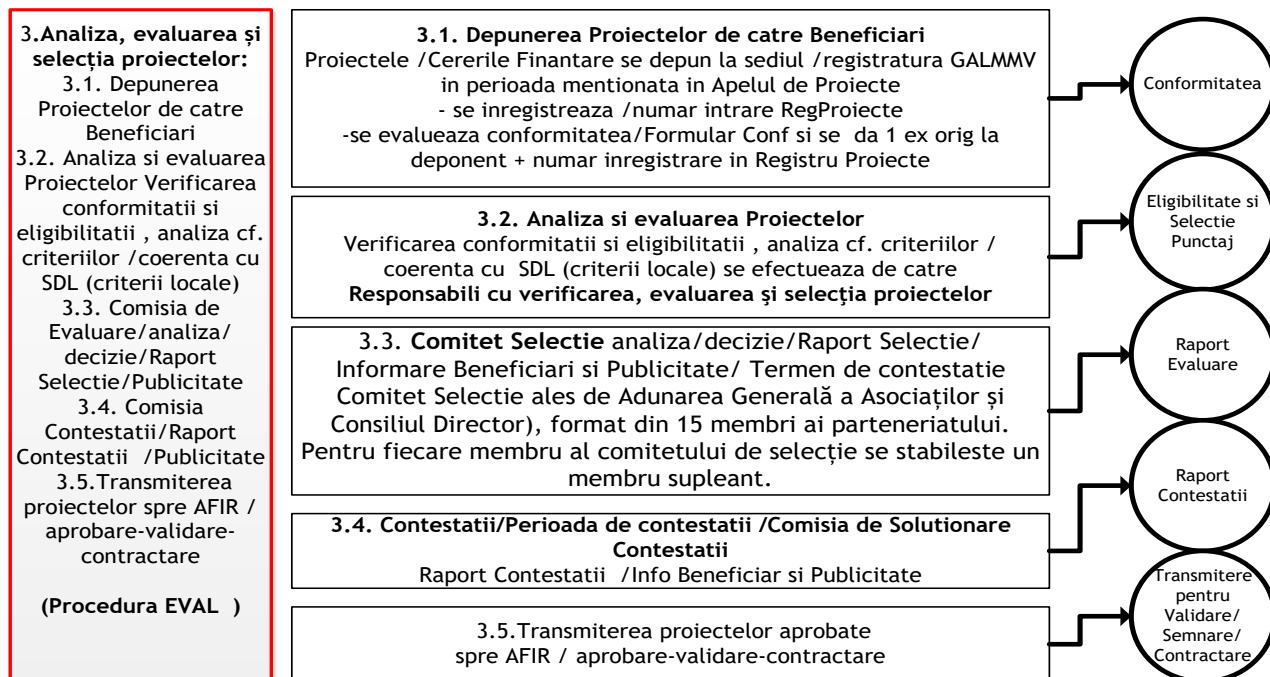 3.Analiza, evaluarea și
selecția proiectelor:
3.1. Depunerea
Proiectelor de catre
Beneficiari
3.2. Analiza si evaluarea
Proiectelor Verificarea
conformitatii si
eligibilitatii , analiza cf.
criteriilor /coerenta cu
SDL (criterii locale)
3.3. Comisia de
Evaluare/analiza/
decizie/Raport
Selectie/Publicitate
3.4. Comisia
Contestatii/Raport
Contestatii /Publicitate
3.5.Transmiterea
proiectelor spre AFIR /
aprobare-validare-
contractare
(Procedura EVAL )
3.1. Depunerea Proiectelor de catre Beneficiari
Proiectele /Cererile Finantare se depun la sediul /registratura GALMMV
in perioada mentionata in Apelul de Proiecte
- se inregistreaza /numar intrare RegProiecte
-se evalueaza conformitatea/Formular Conf si se da 1 ex orig la
deponent + numar inregistrare in Registru Proiecte
Conformitatea
3.2. Analiza si evaluarea Proiectelor
Verificarea conformitatii si eligibilitatii , analiza cf. criteriilor /
coerenta cu SDL (criterii locale) se efectueaza de catre
Responsabili cu verificarea, evaluarea şi selecţia proiectelor
Eligibilitate si
Selectie
Punctaj
3.3. Comitet Selectie analiza/decizie/Raport Selectie/
Informare Beneficiari si Publicitate/ Termen de contestatie
Comitet Selectie ales de Adunarea Generală a Asociaților și
Consiliul Director), format din 15 membri ai parteneriatului.
Pentru fiecare membru al comitetului de selecție se stabileste un
membru supleant.
Raport
Evaluare
3.4. Contestatii/Perioada de contestatii /Comisia de Solutionare
Contestatii
Raport Contestatii /Info Beneficiar si Publicitate
Raport
Contestatii
3.5.Transmiterea proiectelor aprobate
spre AFIR / aprobare-validare-contractare
Transmitere
pentru
Validare/
Semnare/
Contractare